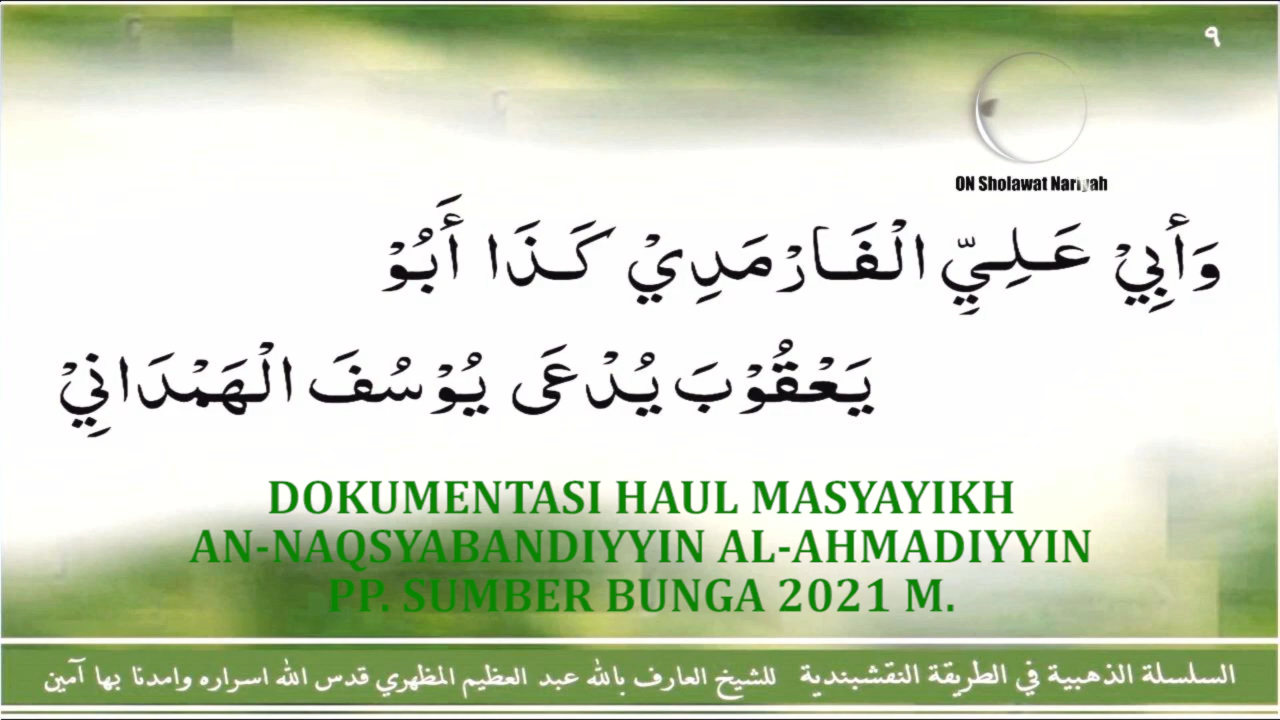 ٩
ON Sholawat Nariyah
وَأَبِيْ عَلِيِّ الْفَارْمَدِيْ كَذَا أَبُوْ
يَعْقُوْبَ يُدْعَى يُوْسُفَ الْهَمْدَانِيْ
DOKUMENTASI HAUL MASYAYIKH
AN-NAQSYABANDIYYIN AL-AHMADIYYIN
PP. SUMBER BUNGA 2021 M.
السلسلة الذهبية في الطريقة النقشبندية للشيخ العارف بالله عبد العظيم المظهري قدس الله اسراره وامدنا بها آمين